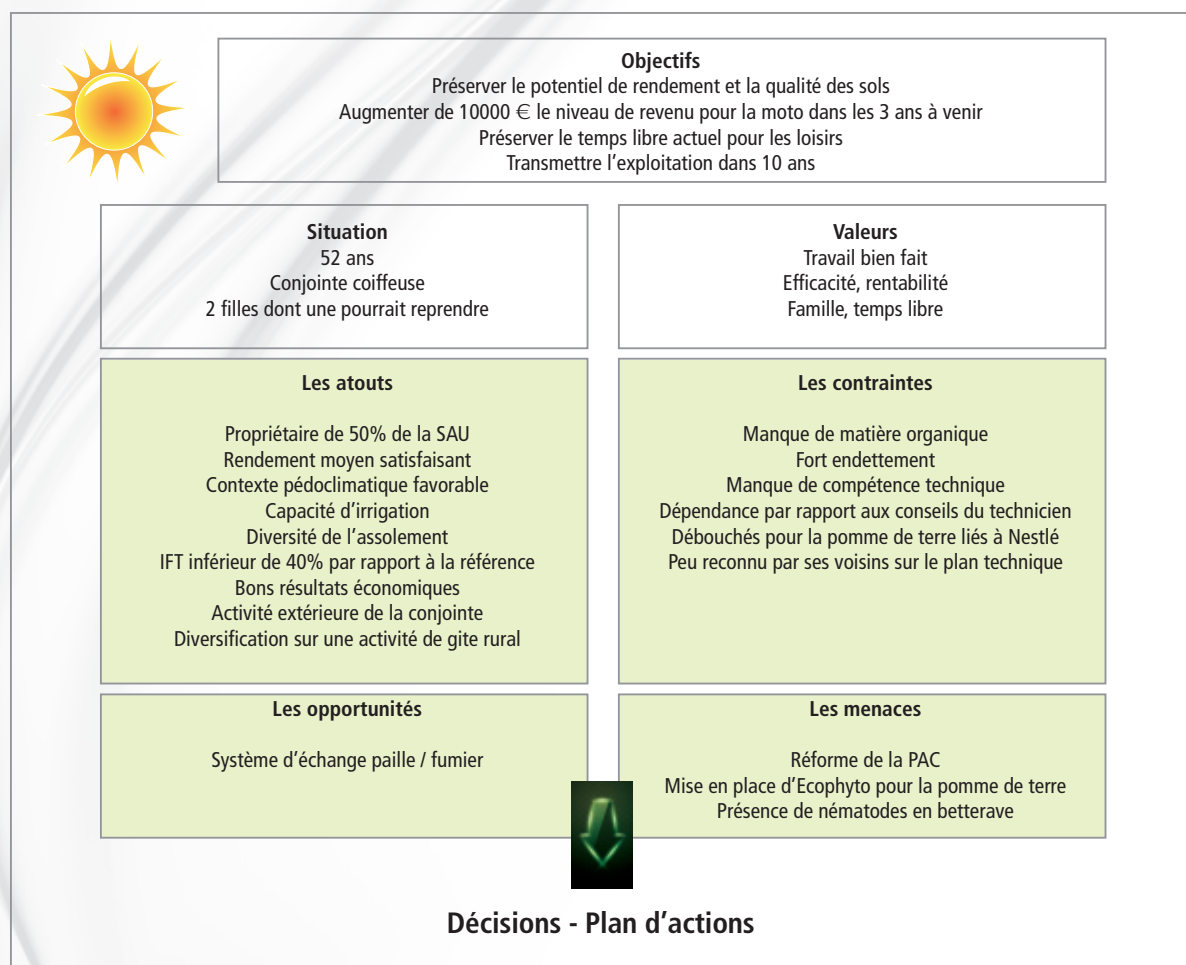 Objectifs
Préserver le potentiel de rendement et la qualité des sols
Augmenter de 10000 € le niveau de revenu pour la moto dans les 3 ans à venir
Préserver le temps libre actuel pour les loisirs
Transmettre l’exploitation dans 10 ans
Situation
52 ans
Conjointe coiffeuse
2 filles dont une pourrait reprendre
Valeurs
Travail bien fait
Efficacité, rentabilité
Famille, temps libre
Les atouts
Propriétaire de 50% de la SAU
Rendement moyen satisfaisant
Contexte pédoclimatique favorable
Capacité d’irrigation
Diversité de l’assolement
IFT inférieur de 40% par rapport à la référence
Bons résultats économiques
Activité extérieure de la conjointe
Diversification sur une activité de gite rural
Les contraintes
Manque de matière organique
Fort endettement
Manque de compétence technique
Dépendance par rapport aux conseils du technicien
Débouchés pour la pomme de terre liés à Nestlé
Peu reconnu par ses voisins sur le plan technique
Les opportunités
Système d’échange paille / fumier
Les menaces
Réforme de la PAC
Mise en place d’Ecophyto pour la pomme de terre
Présence de nématodes en betterave
Décisions - Plan d’actions